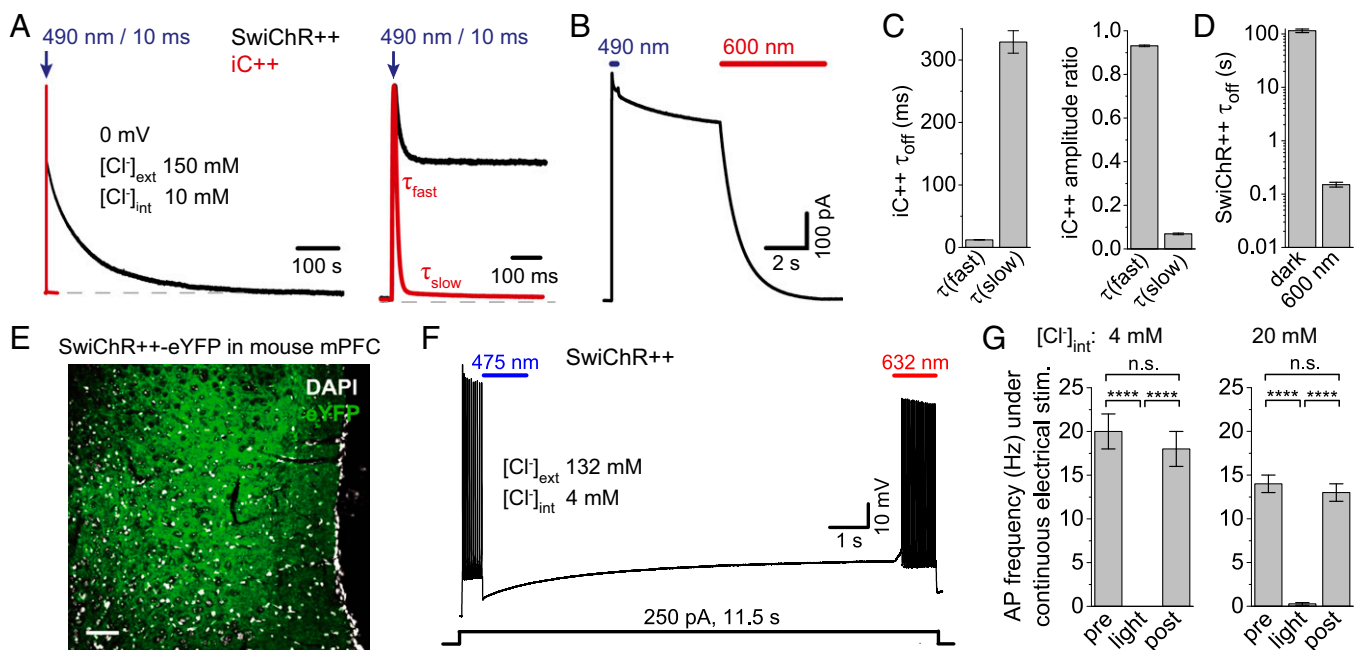 A
490 nm / 10 ms
SwiChR++
iC++
490 nm / 10 ms
0 mV
[Cl-]ext 150 mM
[Cl-]int 10 mM
100 s
τfast
τslow
100 ms
B
490 nm
600 nm
100 pA
2 s
C
iC++ τoff (ms)
300
200
100
0
τ(fast)
τ(slow)
iC++ amplitude ratio
1.0
0.8
0.6
0.4
0.2
0.0
τ(fast)
τ(slow)
D
SwiChR++ τoff (s)
100
10
1
0.1
0.01
dark
600 nm
E
SwiChR++-eYFP in mouse mPFC
DAPI
eYFP
F
SwiChR++
475 nm
632 nm
[Cl-]ext 132 mM
[Cl-]int 4 mM
10 mV
1 s
250 pA, 11.5 s
G
[Cl-]int: 4 mM
20 mM
AP frequency (Hz) under
continuous electrical stim.
n.s.
**** ****
25
20
15
10
5
0
pre
light
post
n.s.
**** ****
25
20
15
10
5
0
pre
light
post